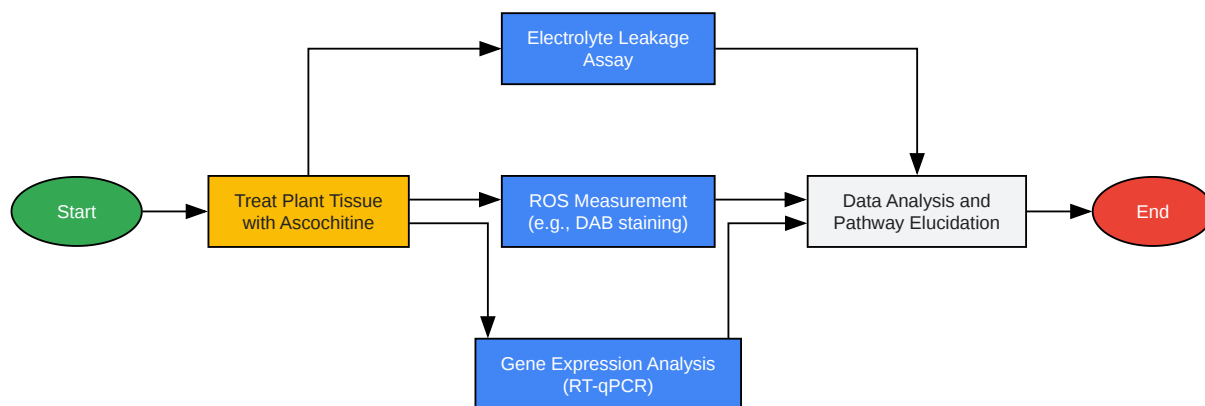 Electrolyte Leakage
Assay
Start
Treat Plant Tissue
with Ascochitine
ROS Measurement
(e.g., DAB staining)
Data Analysis and
Pathway Elucidation
End
Gene Expression Analysis
(RT-qPCR)